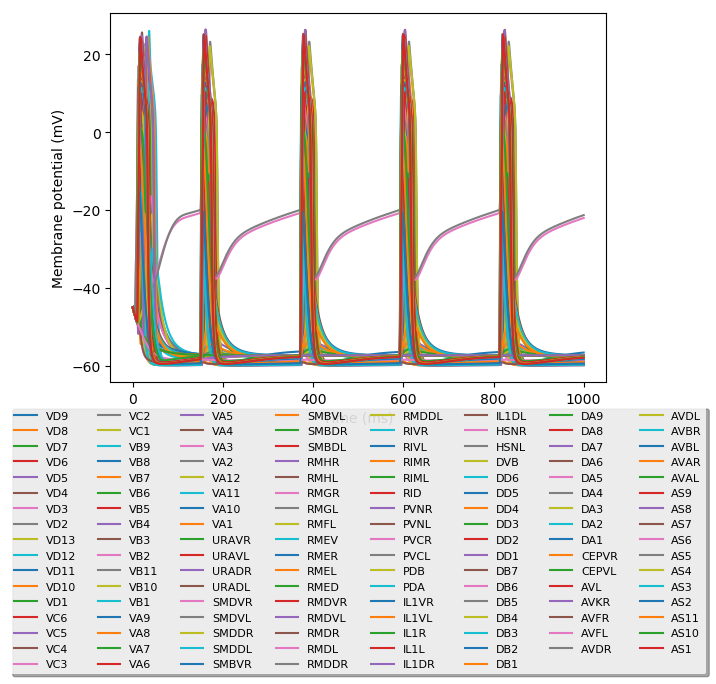 Membrane potential (mV)
20
0
−20
−40
−60
0 200 400 600 800 1000
(ms)
VD9 VC2 VA5 SMBVL RMDDL IL1DL DA9 AVDL
VD8 VC1 VA4 SMBDR RIVR HSNR DA8 AVBR
VD7 VB9 VA3 SMBDL RIVL HSNL DA7 AVBL
VD6 VB8 VA2 RMHR RIMR DVB DA6 AVAR
VD5 VB7 VA12 RMHL RIML DD6 DA5 AVAL
VD4 VB6 VA11 RMGR RID DD5 DA4 AS9
VD3 VB5 VA10 RMGL PVNR DD4 DA3 AS8
VD2 VB4 VA1 RMFL PVNL DD3 DA2 AS7
VD13 VB3 URAVR RMEV PVCR DD2 DA1 AS6
VD12 VB2 URAVL RMER PVCL DD1 CEPVR AS5
VD11 VB11 URADR RMEL PDB DB7 CEPVL AS4
VD10 VB10 URADL RMED PDA DB6 AVL AS3
VD1 VB1 SMDVR RMDVR IL1VR DB5 AVKR AS2
VC6 VA9 SMDVL RMDVL IL1VL DB4 AVFR AS11
VC5 VA8 SMDDR RMDR IL1R DB3 AVFL AS10
VC4 VA7 SMDDL RMDL IL1L DB2 AVDR AS1
VC3 VA6 SMBVR RMDDR IL1DR DB1